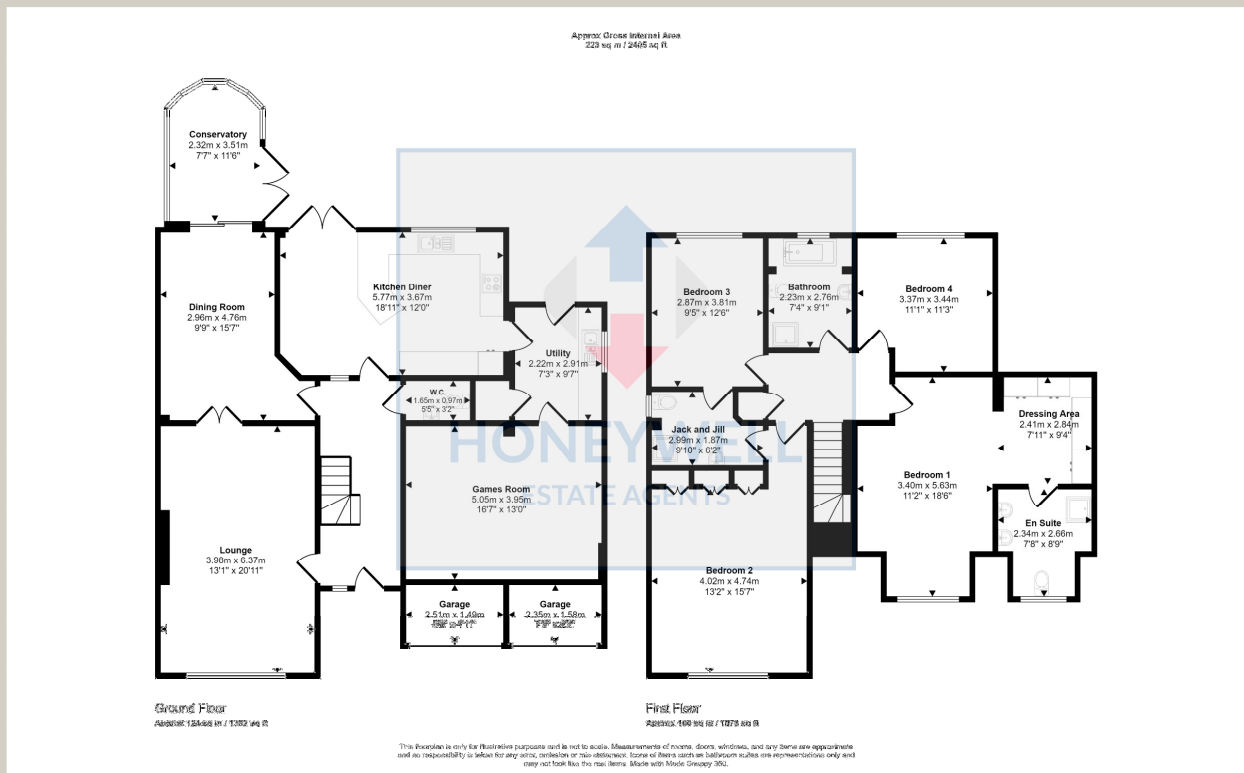 Approx Gross Internal Area
223 sq m / 2405 sq ft
Conservatory
2.32m x 3.51m
7'7" x 11'6"
Dining Room
2.96m x 4.76m
9'9" x 15'7"
Kitchen Diner
5.77m x 3.67m
18'11" x 12'0"
Utility
2.22m x 2.91m
7'3" x 9'7"
W.C.
1.65m x 0.97m
5'5" x 3'2"
Games Room
5.05m x 3.95m
16'7" x 13'0"
Lounge
3.98m x 6.37m
13'1" x 20'11"
Garage
2.51m x 1.49m
Garage
2.35m x 1.58m
Bedroom 3
2.87m x 3.81m
9'5" x 12'6"
Bathroom
2.23m x 2.76m
7'4" x 9'1"
Bedroom 4
3.37m x 3.44m
11'1" x 11'3"
Jack and Jill
2.99m x 1.87m
9'10" x 6'2"
Dressing Area
2.41m x 2.84m
7'11" x 9'4"
Bedroom 1
3.40m x 5.63m
11'2" x 18'6"
En Suite
2.34m x 2.66m
7'8" x 8'9"
Bedroom 2
4.02m x 4.74m
13'2" x 15'7"
HONEYWELL
ESTATE AGENTS
Ground Floor
First Floor
This floorplan is only for illustrative purposes and is not to scale. Measurements of rooms, doors, windows, and any items are approximate
and no responsibility is taken for any error, omission or mis-statement. Icons of items such as bathroom suites are representations only and
may not look like the real items. Made with Made Snappy 360.